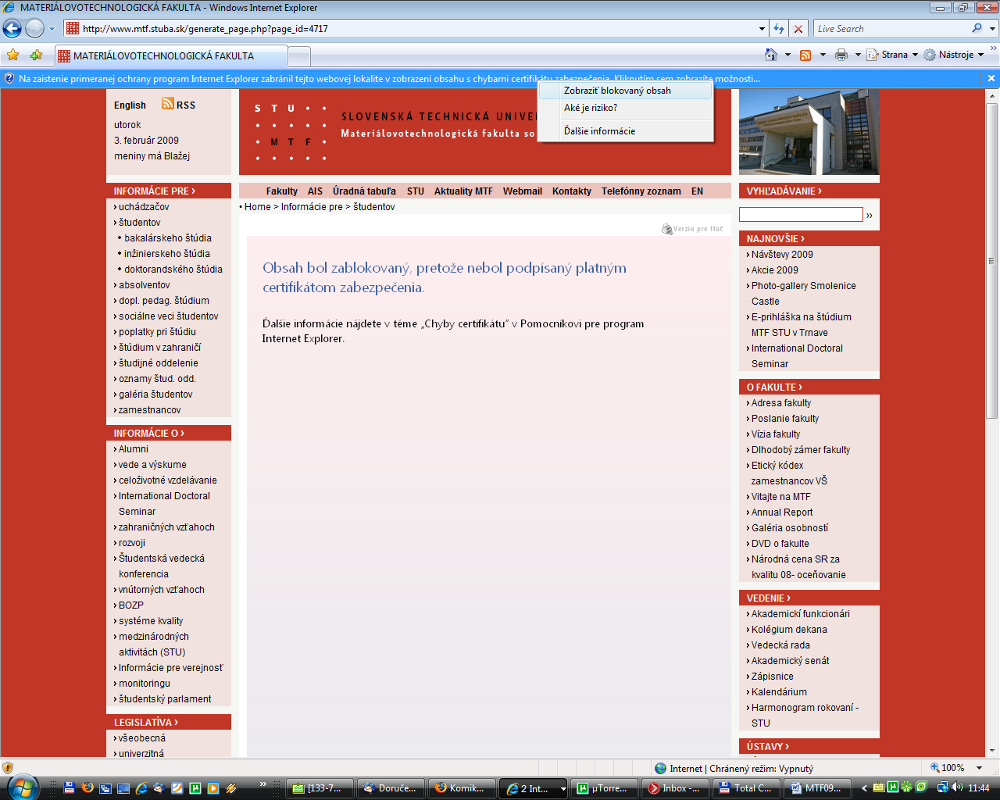 MATERIÁLOVOTECHNOLOGICKÁ FAKULTA - Windows Internet Explorer
http://www.mtf.stuba.sk/generate_page.php?page_id=4717
Live Search
MATERIÁLOVOTECHNOLOGICKÁ FAKULTA
Strana
Nástroje
Na zaistenie primeranej ochrany program Internet Explorer zabránil tejto webovej lokalite v zobrazení obsahu s chybami certifikátu zabezpečenia. Kliknutím sem zobrazíte možnosti...
Zobraziť blokovaný obsah
Aké je riziko?
Ďalšie informácie
English
RSS
utorok
3. február 2009
meniny má Blažej
S T U
M T F
SLOVENSKÁ TECHNICKÁ UNIVE
Materiálovotechnologická fakulta so
Fakulty AIS Úradná tabuľa STU Aktuality MTF Webmail Kontakty Telefónny zoznam EN
• Home > Informácie pre > študentov
Verzia pre tlač
INFORMÁCIE PRE ›
› uchádzačov
› študentov
• bakalárskeho štúdia
• inžinierskeho štúdia
• doktorandského štúdia
› absolventov
› dopl. pedag. štúdium
› sociálne veci študentov
› poplatky pri štúdiu
› štúdium v zahraničí
› študijné oddelenie
› oznamy štud. odd.
› galéria študentov
› zamestnancov
INFORMÁCIE O ›
› Alumni
› vede a výskume
› celoživotné vzdelávanie
› International Doctoral
Seminar
› zahraničných vzťahoch
› rozvoji
› Študentská vedecká
konferencia
› vnútorných vzťahoch
› BOZP
› systéme kvality
› medzinárodných
aktivitách (STU)
› Informácie pre verejnosť
› monitoringu
› študentský parlament
LEGISLATÍVA ›
› všeobecná
› univerzitná
Obsah bol zablokovaný, pretože nebol podpísaný platným
certifikátom zabezpečenia.
Ďalšie informácie nájdete v téme „Chyby certifikátu“ v Pomocníkovi pre program
Internet Explorer.
VYHĽADÁVANIE ›
››
NAJNOVŠIE ›
› Návštevy 2009
› Akcie 2009
› Photo-gallery Smolenice
Castle
› E-prihláška na štúdium
MTF STU v Trnave
› International Doctoral
Seminar
O FAKULTE ›
› Adresa fakulty
› Poslanie fakulty
› Vízia fakulty
› Dlhodobý zámer fakulty
› Etický kódex
zamestnancov VŠ
› Vitajte na MTF
› Annual Report
› Galéria osobností
› DVD o fakulte
› Národná cena SR za
kvalitu 08- oceňovanie
VEDENIE ›
› Akademickí funkcionári
› Kolégium dekana
› Vedecká rada
› Akademický senát
› Zápisnice
› Kalendárium
› Harmonogram rokovaní -
STU
ÚSTAVY ›
Internet | Chránený režim: Vypnutý
100%
[133-7...
Doruče...
Komik...
2 Int...
µTorre...
Inbox -...
Total C...
MTF09...
11:44